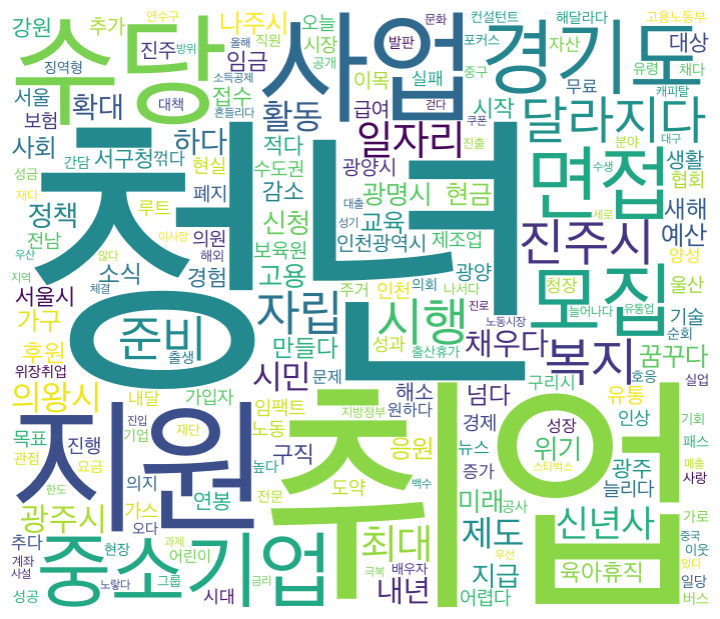 강원 추가 연수구 수당 나주시 문화 사업 컨설턴트 경기도 해달라다 고용노동부
징역형 진주 방위 임금 오늘 올해 직원 시장 공개 발판 포커스 자산 대상
서울 대책 소득공제 이목 실패 중구 무료 유령 채다
보험 확대 접수 흔들리다 활동 급여 걷다 시작 달라지다 캐피탈
사회 하다 쿠폰 일자리 진출 분야 대구
성금 간담 서구청 꺾다 현실 수도권 적다 광양시 면접 수생 생활
재다 정책 루트 폐지 감소 광명시 현금 협회
전남 의원 신청 교육 진주시 새해
우산 이사장 보육원 대출 인천광역시 제조업 않다 예산 양성
지역 소식 해외 경험 고용 성기 의회 나서다 광양 모집 청장 울산
서울시 체결 청년 자립 주거 인천 진로 시행 늘어나다 유통업 기술
가구 준비 만들다 성과 출산휴가 노동시장 채우다 복지 구리시 순회
후원 출생 시민 문제 호응 꿈꾸다
위장취업 해소 넘다 유통 실업
의왕시 내달 가입자 임팩트 지방정부 원하다 경제 성장 인상 기회
목표 진행 진입 기업 재단 노동 구직 응원 뉴스 위기 광주 패스
관점 요금 지원 높다 취업 증가 스타벅스 매출
한도 의지 가스 연봉 전문 백수 도약 미래 공사 늘리다 사랑
광주시 오다 최대 제도 신년사 가로
추다 현장 어린이 과제 우선 중국 이웃
계좌 중소기업 배우자 지급 육아휴직 있다
사설 노랗다 그룹 금리 극복 일당
성공 시대 내년 어렵다 버스
세로